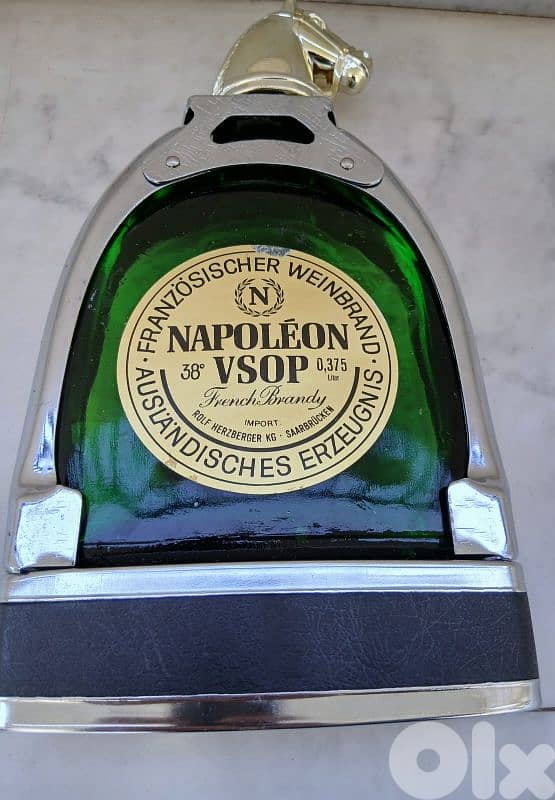 · FRANZÖSISCHER WEINBRAND ·
N
NAPOLÉON
38° VSOP 0,375 Liter
French Brandy
IMPORT
ROLF HERZBERGER KG · SAARBRÜCKEN
AUSLÄNDISCHES ERZEUGNIS
Olx